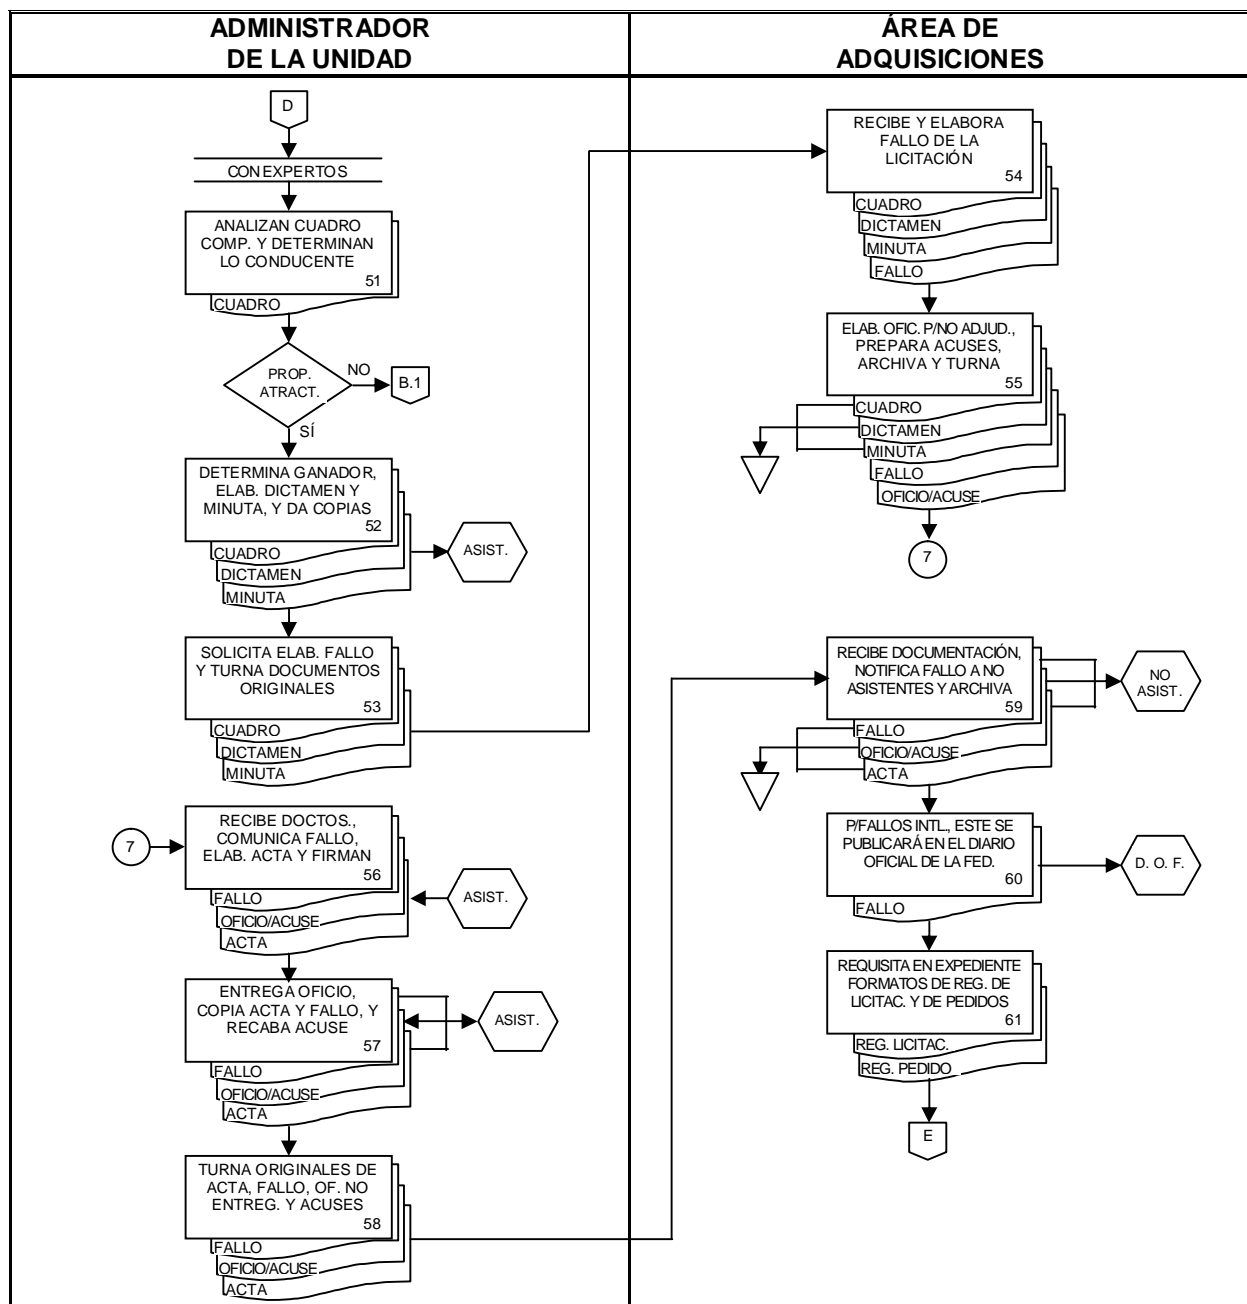 ADMINISTRADOR
DE LA UNIDAD
ÁREA DE
ADQUISICIONES
D
CON EXPERTOS
ANALIZAN CUADRO
COMP. Y DETERMINAN
LO CONDUCENTE
51
CUADRO
PROP.
ATRACT.
NO
B.1
SÍ
DETERMINA GANADOR,
ELAB. DICTAMEN Y
MINUTA, Y DA COPIAS
52
CUADRO
DICTAMEN
MINUTA
ASIST.
SOLICITA ELAB. FALLO
Y TURNA DOCUMENTOS
ORIGINALES
53
CUADRO
DICTAMEN
MINUTA
7
RECIBE DOCTOS.,
COMUNICA FALLO,
ELAB. ACTA Y FIRMAN
56
FALLO
OFICIO/ACUSE
ACTA
ASIST.
ENTREGA OFICIO,
COPIA ACTA Y FALLO, Y
RECABA ACUSE
57
FALLO
OFICIO/ACUSE
ACTA
ASIST.
TURNA ORIGINALES DE
ACTA, FALLO, OF. NO
ENTREG. Y ACUSES
58
FALLO
OFICIO/ACUSE
ACTA
RECIBE Y ELABORA
FALLO DE LA
LICITACIÓN
54
CUADRO
DICTAMEN
MINUTA
FALLO
ELAB. OFIC. P/NO ADJUD.,
PREPARA ACUSES,
ARCHIVA Y TURNA
55
CUADRO
DICTAMEN
MINUTA
FALLO
OFICIO/ACUSE
7
RECIBE DOCUMENTACIÓN,
NOTIFICA FALLO A NO
ASISTENTES Y ARCHIVA
59
FALLO
OFICIO/ACUSE
ACTA
NO
ASIST.
P/FALLOS INTL., ESTE SE
PUBLICARÁ EN EL DIARIO
OFICIAL DE LA FED.
60
FALLO
D. O. F.
REQUISITA EN EXPEDIENTE
FORMATOS DE REG. DE
LICITAC. Y DE PEDIDOS
61
REG. LICITAC.
REG. PEDIDO
E